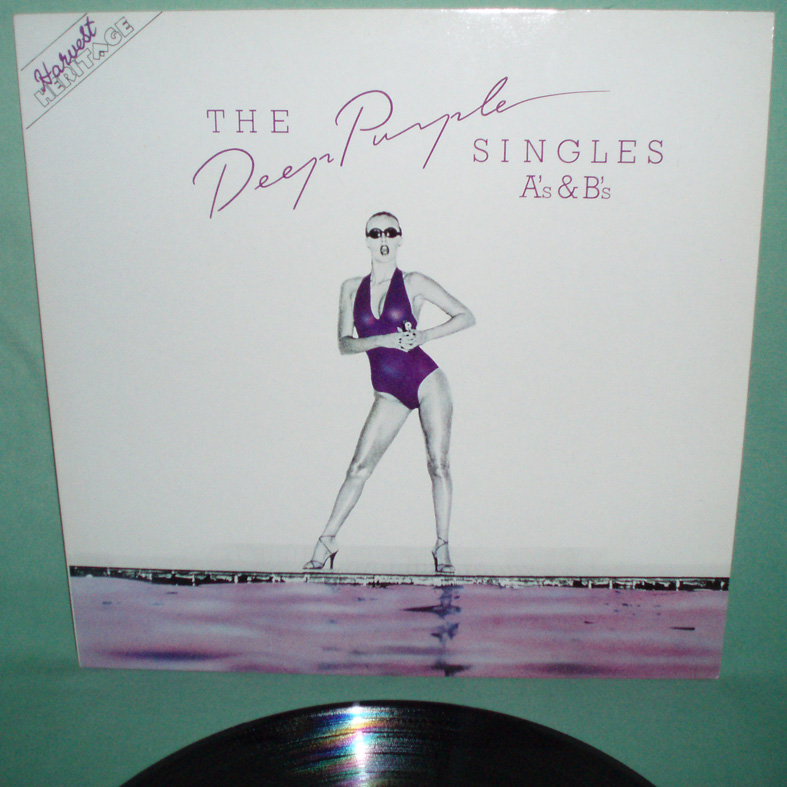 Harvest
HERITAGE
THE Deep Purple SINGLES
A's & B's